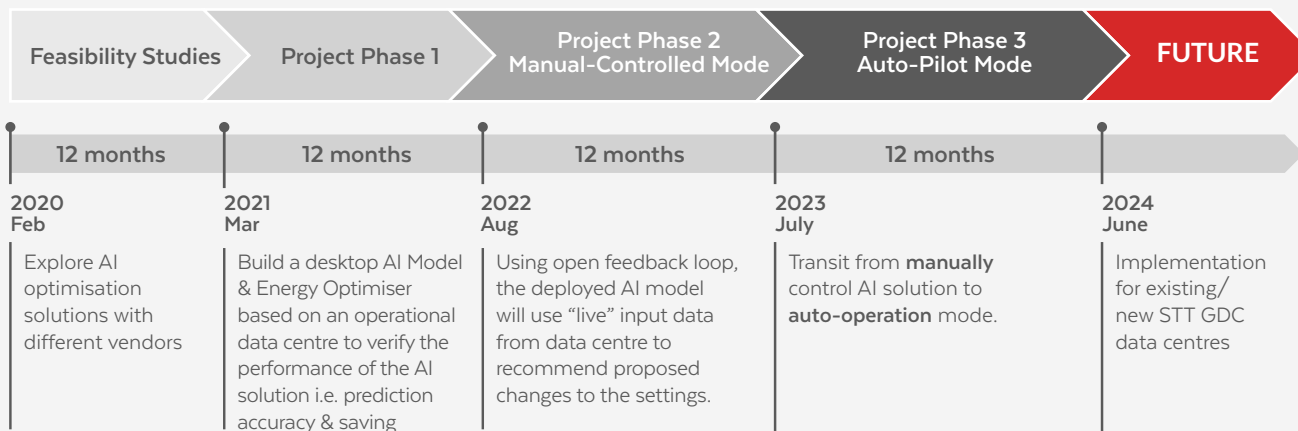 Feasibility Studies
Project Phase 1
Project Phase 2
Manual-Controlled Mode
Project Phase 3
Auto-Pilot Mode
FUTURE
12 months
12 months
12 months
12 months
2020
Feb
Explore AI
optimisation
solutions with
different vendors
2021
Mar
Build a desktop AI Model
& Energy Optimiser
based on an operational
data centre to verify the
performance of the AI
solution i.e. prediction
accuracy & saving
2022
Aug
Using open feedback loop,
the deployed AI model
will use “live” input data
from data centre to
recommend proposed
changes to the settings.
2023
July
Transit from manually
control AI solution to
auto-operation mode.
2024
June
Implementation
for existing/
new STT GDC
data centres